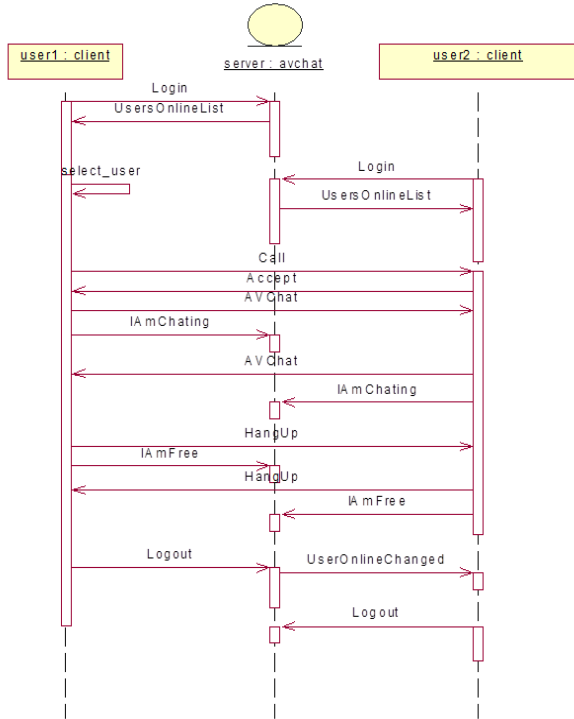 user1 : client
server : avchat
user2 : client
Login
UsersOnlineList
select_user
Login
UsersOnlineList
Call
Accept
AVChat
IAmChating
AVChat
IAmChating
HangUp
IAmFree
HangUp
IAmFree
Logout
UserOnlineChanged
Logout